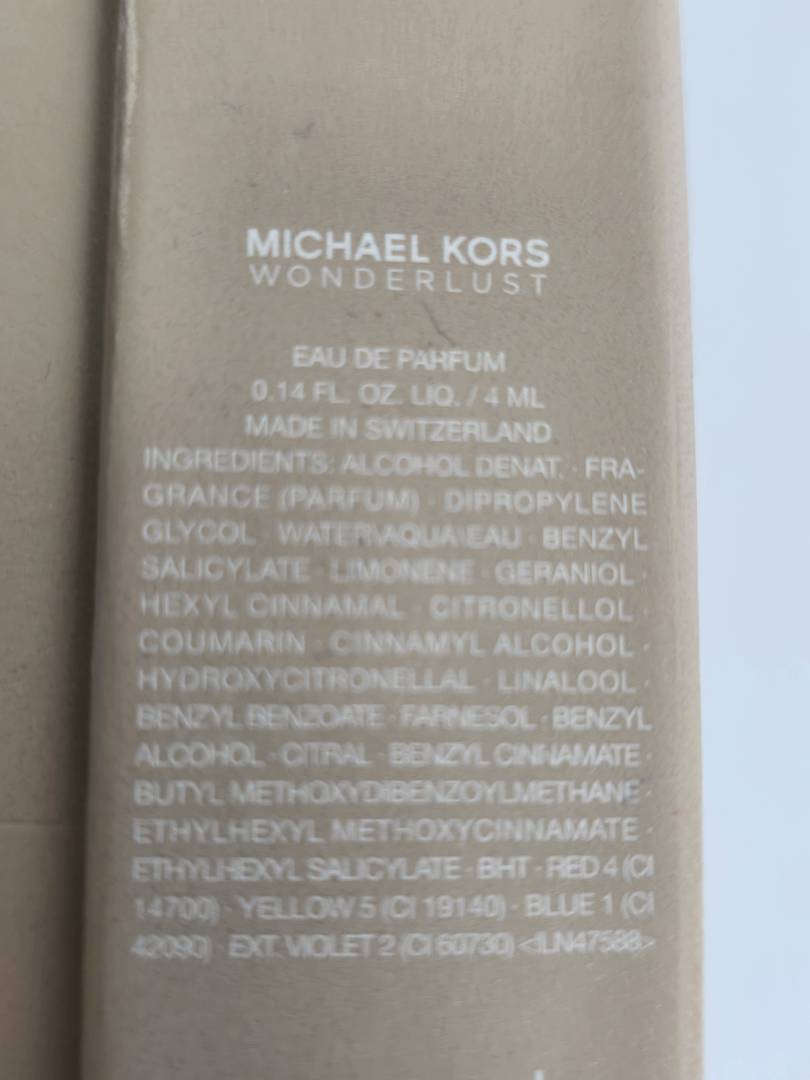 MICHAEL KORS
WONDERLUST
EAU DE PARFUM
0.14 FL. OZ. LIQ. / 4 ML
MADE IN SWITZERLAND
INGREDIENTS: ALCOHOL DENAT. · FRA-
GRANCE (PARFUM) · DIPROPYLENE
GLYCOL · WATER\AQUA\EAU · BENZYL
SALICYLATE · LIMONENE · GERANIOL ·
HEXYL CINNAMAL · CITRONELLOL ·
COUMARIN · CINNAMYL ALCOHOL ·
HYDROXYCITRONELLAL · LINALOOL ·
BENZYL BENZOATE · FARNESOL · BENZYL
ALCOHOL · CITRAL · BENZYL CINNAMATE ·
BUTYL METHOXYDIBENZOYLMETHANE ·
ETHYLHEXYL METHOXYCINNAMATE ·
ETHYLHEXYL SALICYLATE · BHT · RED 4 (CI
14700) · YELLOW 5 (CI 19140) · BLUE 1 (CI
42090) · EXT. VIOLET 2 (CI 60730) <ILN47588>